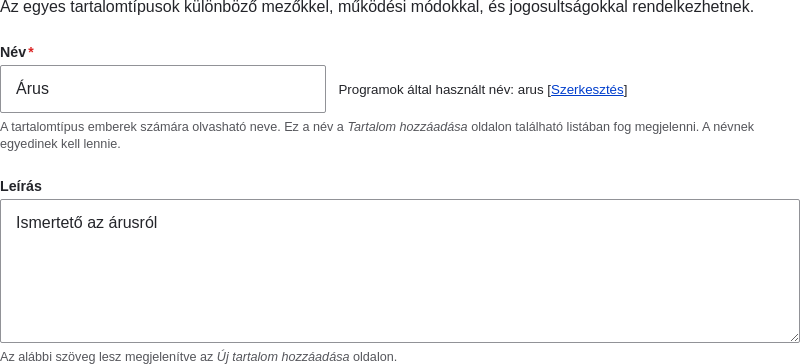 Az egyes tartalomtípusok különböző mezőkkel, működési módokkal, és jogosultságokkal rendelkezhetnek.
Név*
Árus
Programok által használt név: arus [Szerkesztés]
A tartalomtípus emberek számára olvasható neve. Ez a név a Tartalom hozzáadása oldalon található listában fog megjelenni. A névnek
egyedinek kell lennie.
Leírás
Ismertető az árusról
Az alábbi szöveg lesz megjelenítve az Új tartalom hozzáadása oldalon.